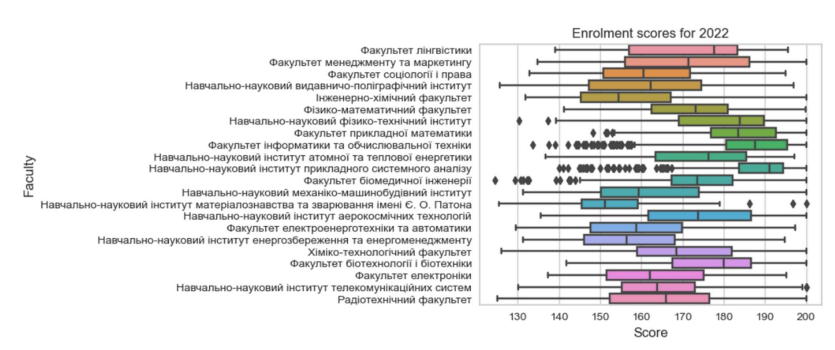 Enrolment scores for 2022
Faculty
Факультет лінгвістики
Факультет менеджменту та маркетингу
Факультет соціології і права
Навчально-науковий видавничо-поліграфічний інститут
Інженерно-хімічний факультет
Фізико-математичний факультет
Навчально-науковий фізико-технічний інститут
Факультет прикладної математики
Факультет інформатики та обчислювальної техніки
Навчально-науковий інститут атомної та теплової енергетики
Навчально-науковий інститут прикладного системного аналізу
Факультет біомедичної інженерії
Навчально-науковий механіко-машинобудівний інститут
Навчально-науковий інститут матеріалознавства та зварювання імені Є. О. Патона
Навчально-науковий інститут аерокосмічних технологій
Факультет електроенерготехніки та автоматики
Навчально-науковий інститут енергозбереження та енергоменеджменту
Хіміко-технологічний факультет
Факультет біотехнології і біотехніки
Факультет електроніки
Навчально-науковий інститут телекомунікаційних систем
Радіотехнічний факультет
130 140 150 160 170 180 190 200
Score